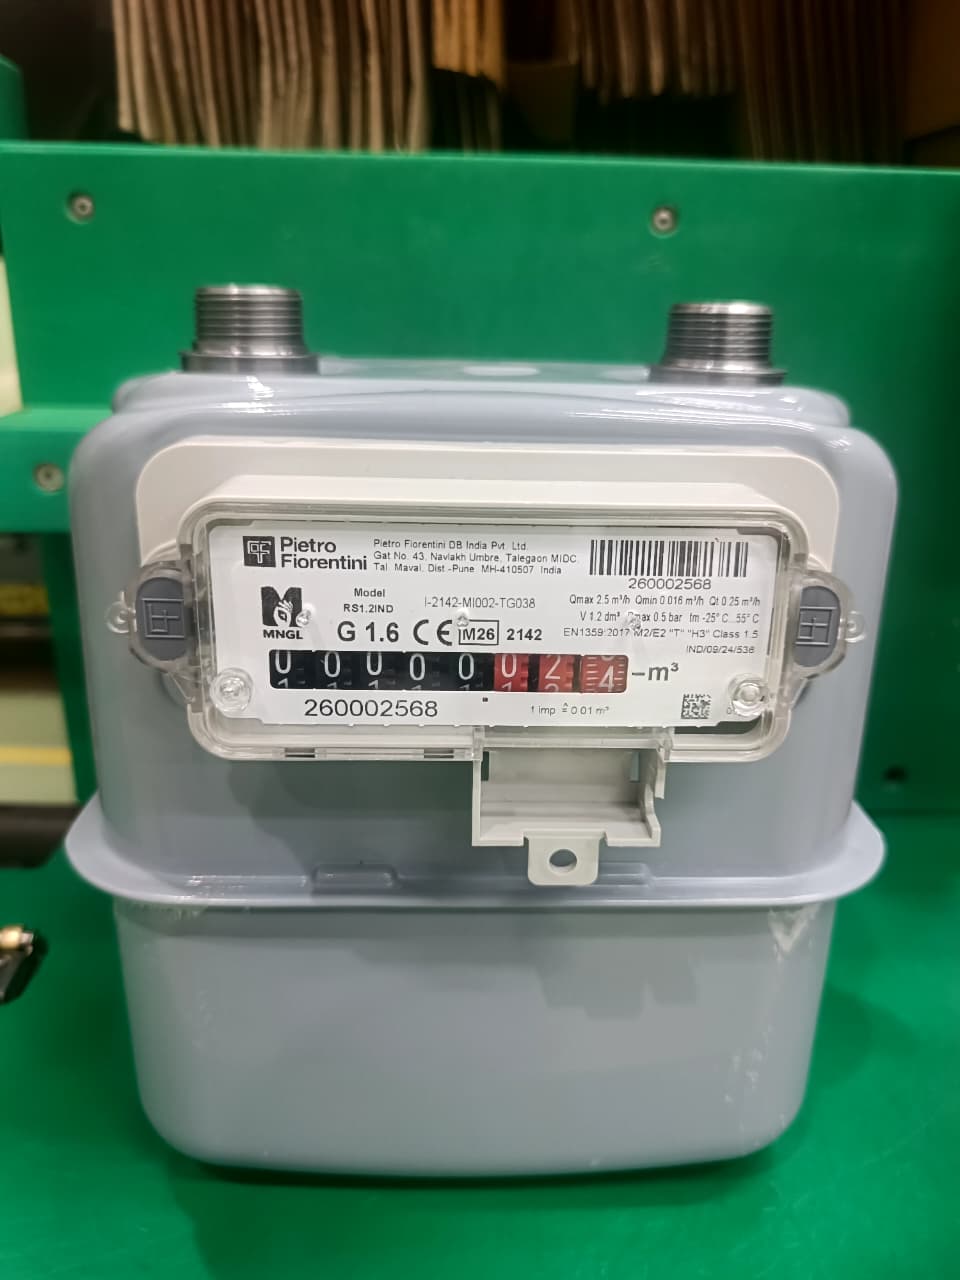 Pietro
Fiorentini
Pietro Fiorentini DB India Pvt. Ltd.
Gat No. 43, Navlakh Umbre, Talegaon MIDC.
Tal. Maval, Dist -Pune MH-410507 India
260002568
MNGL
Model
RS1.2IND
I-2142-MI002-TG038
G 1.6 CE M26 2142
Qmax 2.5 m³/h Qmin 0.016 m³/h Qt 0.25 m³/h
V 1.2 dm³ Pmax 0.5 bar tm -25° C...55° C
EN1359:2017 M2/E2 "T" "H3" Class 1.5
IND/09/24/536
0 0 0 0 0 0 2 4 m³
260002568
1 imp ≙ 0.01 m³